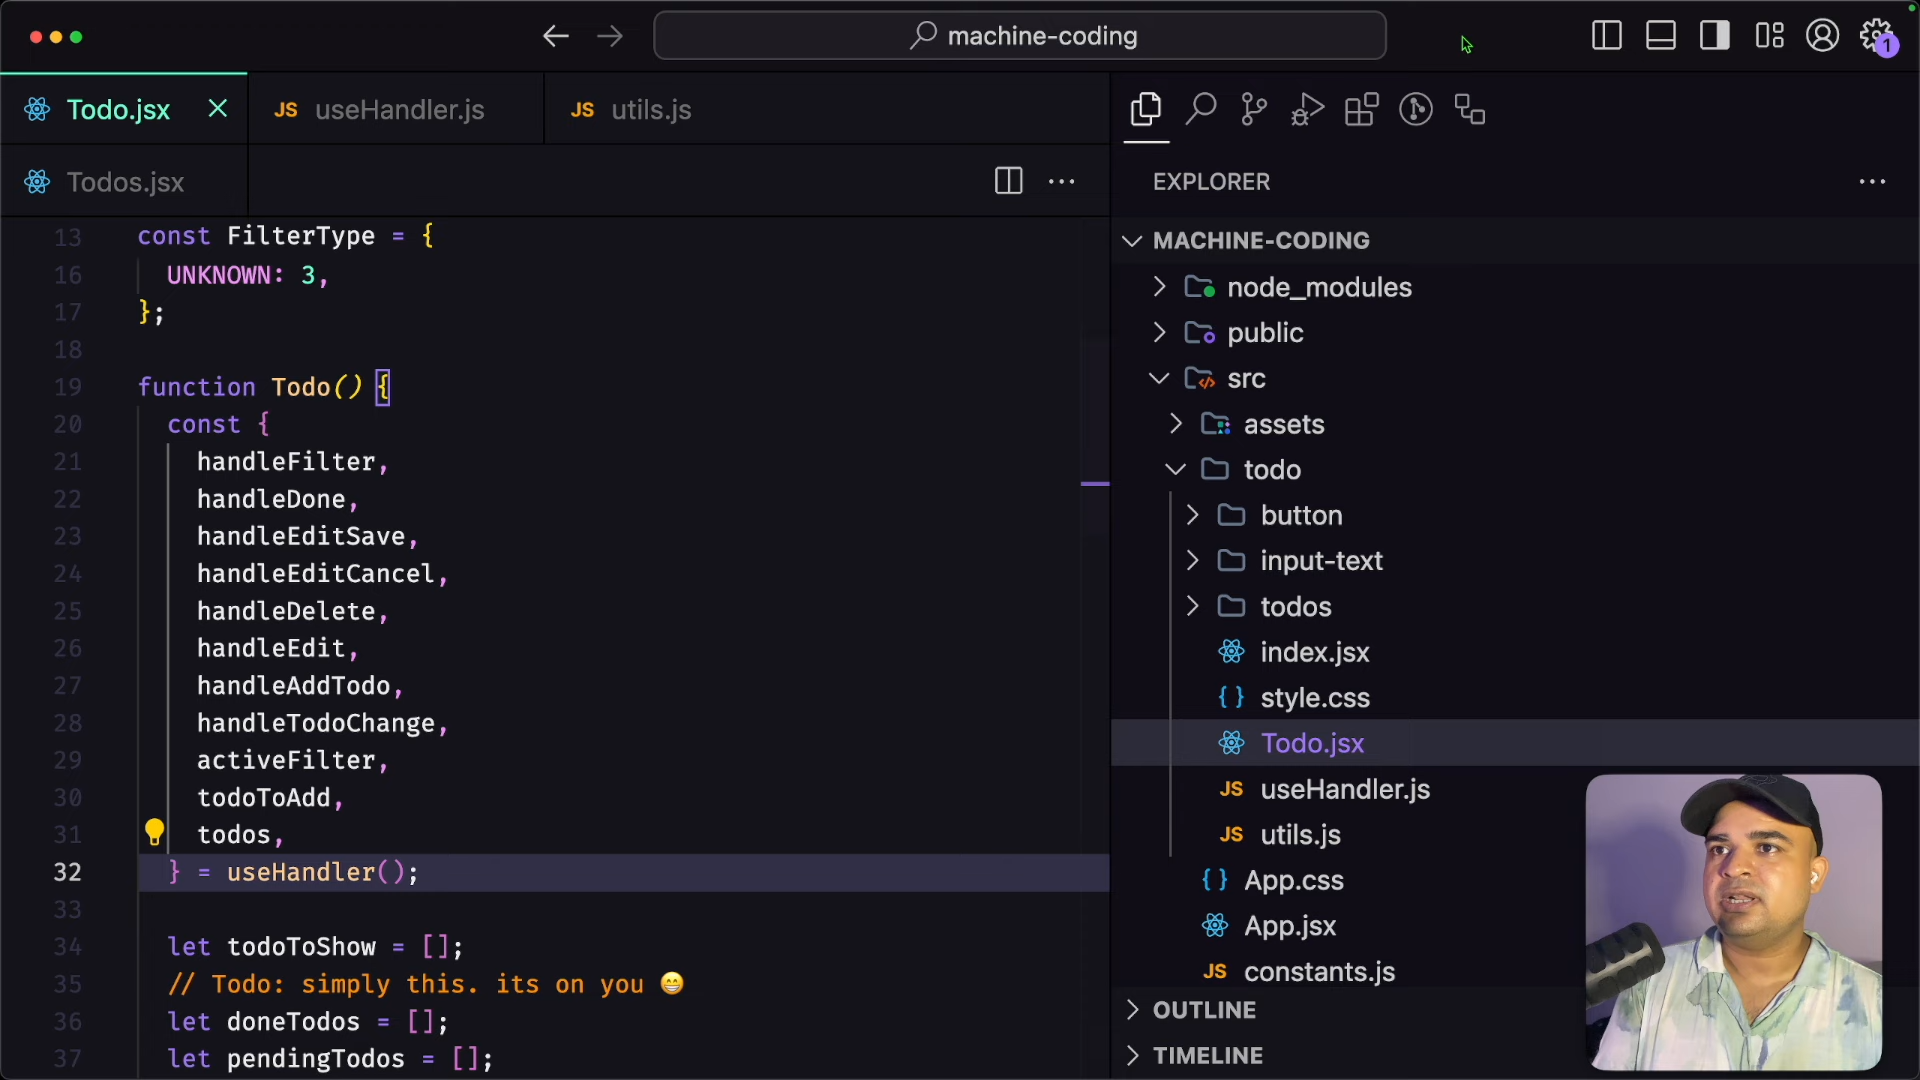 machine-coding
1
Todo.jsx
JS useHandler.js
JS utils.js
Todos.jsx
13 const FilterType = {
16 UNKNOWN: 3,
17 };
18
19 function Todo() {
20 const {
21 handleFilter,
22 handleDone,
23 handleEditSave,
24 handleEditCancel,
25 handleDelete,
26 handleEdit,
27 handleAddTodo,
28 handleTodoChange,
29 activeFilter,
30 todoToAdd,
31 todos,
32 } = useHandler();
33
34 let todoToShow = [];
35 // Todo: simply this. its on you 😁
36 let doneTodos = [];
37 let pendingTodos = [];
EXPLORER
MACHINE-CODING
node_modules
public
src
assets
todo
button
input-text
todos
index.jsx
{ } style.css
Todo.jsx
JS useHandler.js
JS utils.js
{ } App.css
App.jsx
JS constants.js
OUTLINE
TIMELINE